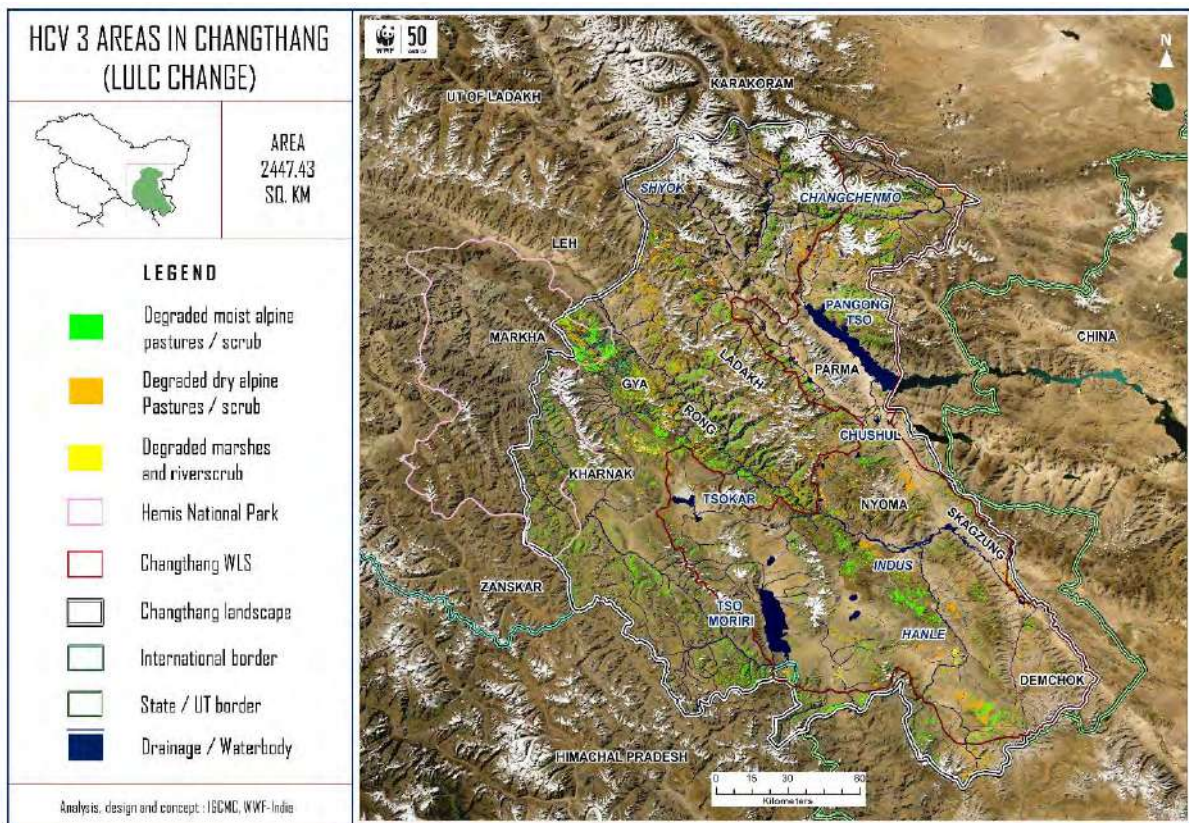 HCV 3 AREAS IN CHANGTHANG
(LULC CHANGE)
AREA
2447.43
SQ. KM
LEGEND
Degraded moist alpine
pastures / scrub
Degraded dry alpine
Pastures / scrub
Degraded marshes
and riverscrub
Hemis National Park
Changthang WLS
Changthang landscape
International border
State / UT border
Drainage / Waterbody
Analysis, design and concept : IGCMC, WWF-India
WWF
50
N
KARAKORAM
UT OF LADAKH
SHYOK
CHANGCHENMO
LEH
PANGONG
TSO
CHINA
MARKHA
LADAKH
PARMA
GYA
RONG
CHUSHUL
KHARNAK
TSOKAR
NYOMA
SKAGZUNG
INDUS
ZANSKAR
TSO
MORIRI
HANLE
DEMCHOK
HIMACHAL PRADESH
0 15 30 60
Kilometers